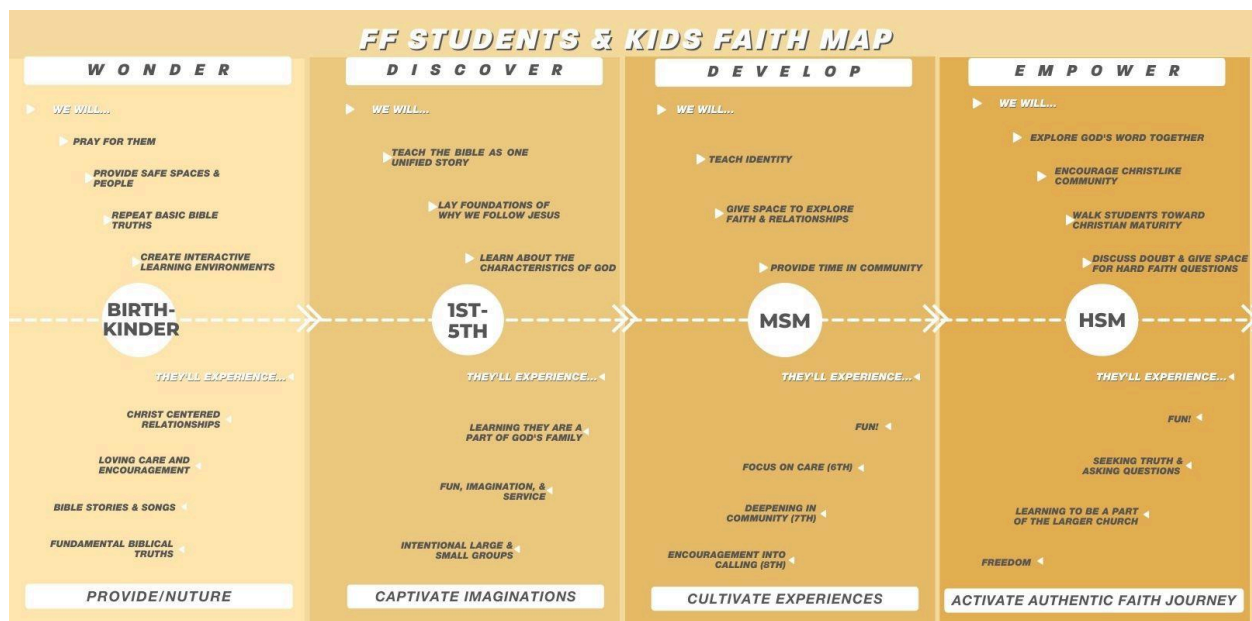 FF STUDENTS & KIDS FAITH MAP
WONDER
WE WILL...
PRAY FOR THEM
PROVIDE SAFE SPACES &
PEOPLE
REPEAT BASIC BIBLE
TRUTHS
CREATE INTERACTIVE
LEARNING ENVIRONMENTS
BIRTH-
KINDER
THEY'LL EXPERIENCE...
CHRIST CENTERED
RELATIONSHIPS
LOVING CARE AND
ENCOURAGEMENT
BIBLE STORIES & SONGS
FUNDAMENTAL BIBLICAL
TRUTHS
PROVIDE/NUTURE
DISCOVER
WE WILL...
TEACH THE BIBLE AS ONE
UNIFIED STORY
LAY FOUNDATIONS OF
WHY WE FOLLOW JESUS
LEARN ABOUT THE
CHARACTERISTICS OF GOD
1ST-
5TH
THEY'LL EXPERIENCE...
LEARNING THEY ARE A
PART OF GOD'S FAMILY
FUN, IMAGINATION, &
SERVICE
INTENTIONAL LARGE &
SMALL GROUPS
CAPTIVATE IMAGINATIONS
DEVELOP
WE WILL...
TEACH IDENTITY
GIVE SPACE TO EXPLORE
FAITH & RELATIONSHIPS
PROVIDE TIME IN COMMUNITY
MSM
THEY'LL EXPERIENCE...
FUN!
FOCUS ON CARE (6TH)
DEEPENING IN
COMMUNITY (7TH)
ENCOURAGEMENT INTO
CALLING (8TH)
CULTIVATE EXPERIENCES
EMPOWER
WE WILL...
EXPLORE GOD'S WORD TOGETHER
ENCOURAGE CHRISTLIKE
COMMUNITY
WALK STUDENTS TOWARD
CHRISTIAN MATURITY
DISCUSS DOUBT & GIVE SPACE
FOR HARD FAITH QUESTIONS
HSM
THEY'LL EXPERIENCE...
FUN!
SEEKING TRUTH &
ASKING QUESTIONS
LEARNING TO BE A PART
OF THE LARGER CHURCH
FREEDOM
ACTIVATE AUTHENTIC FAITH JOURNEY